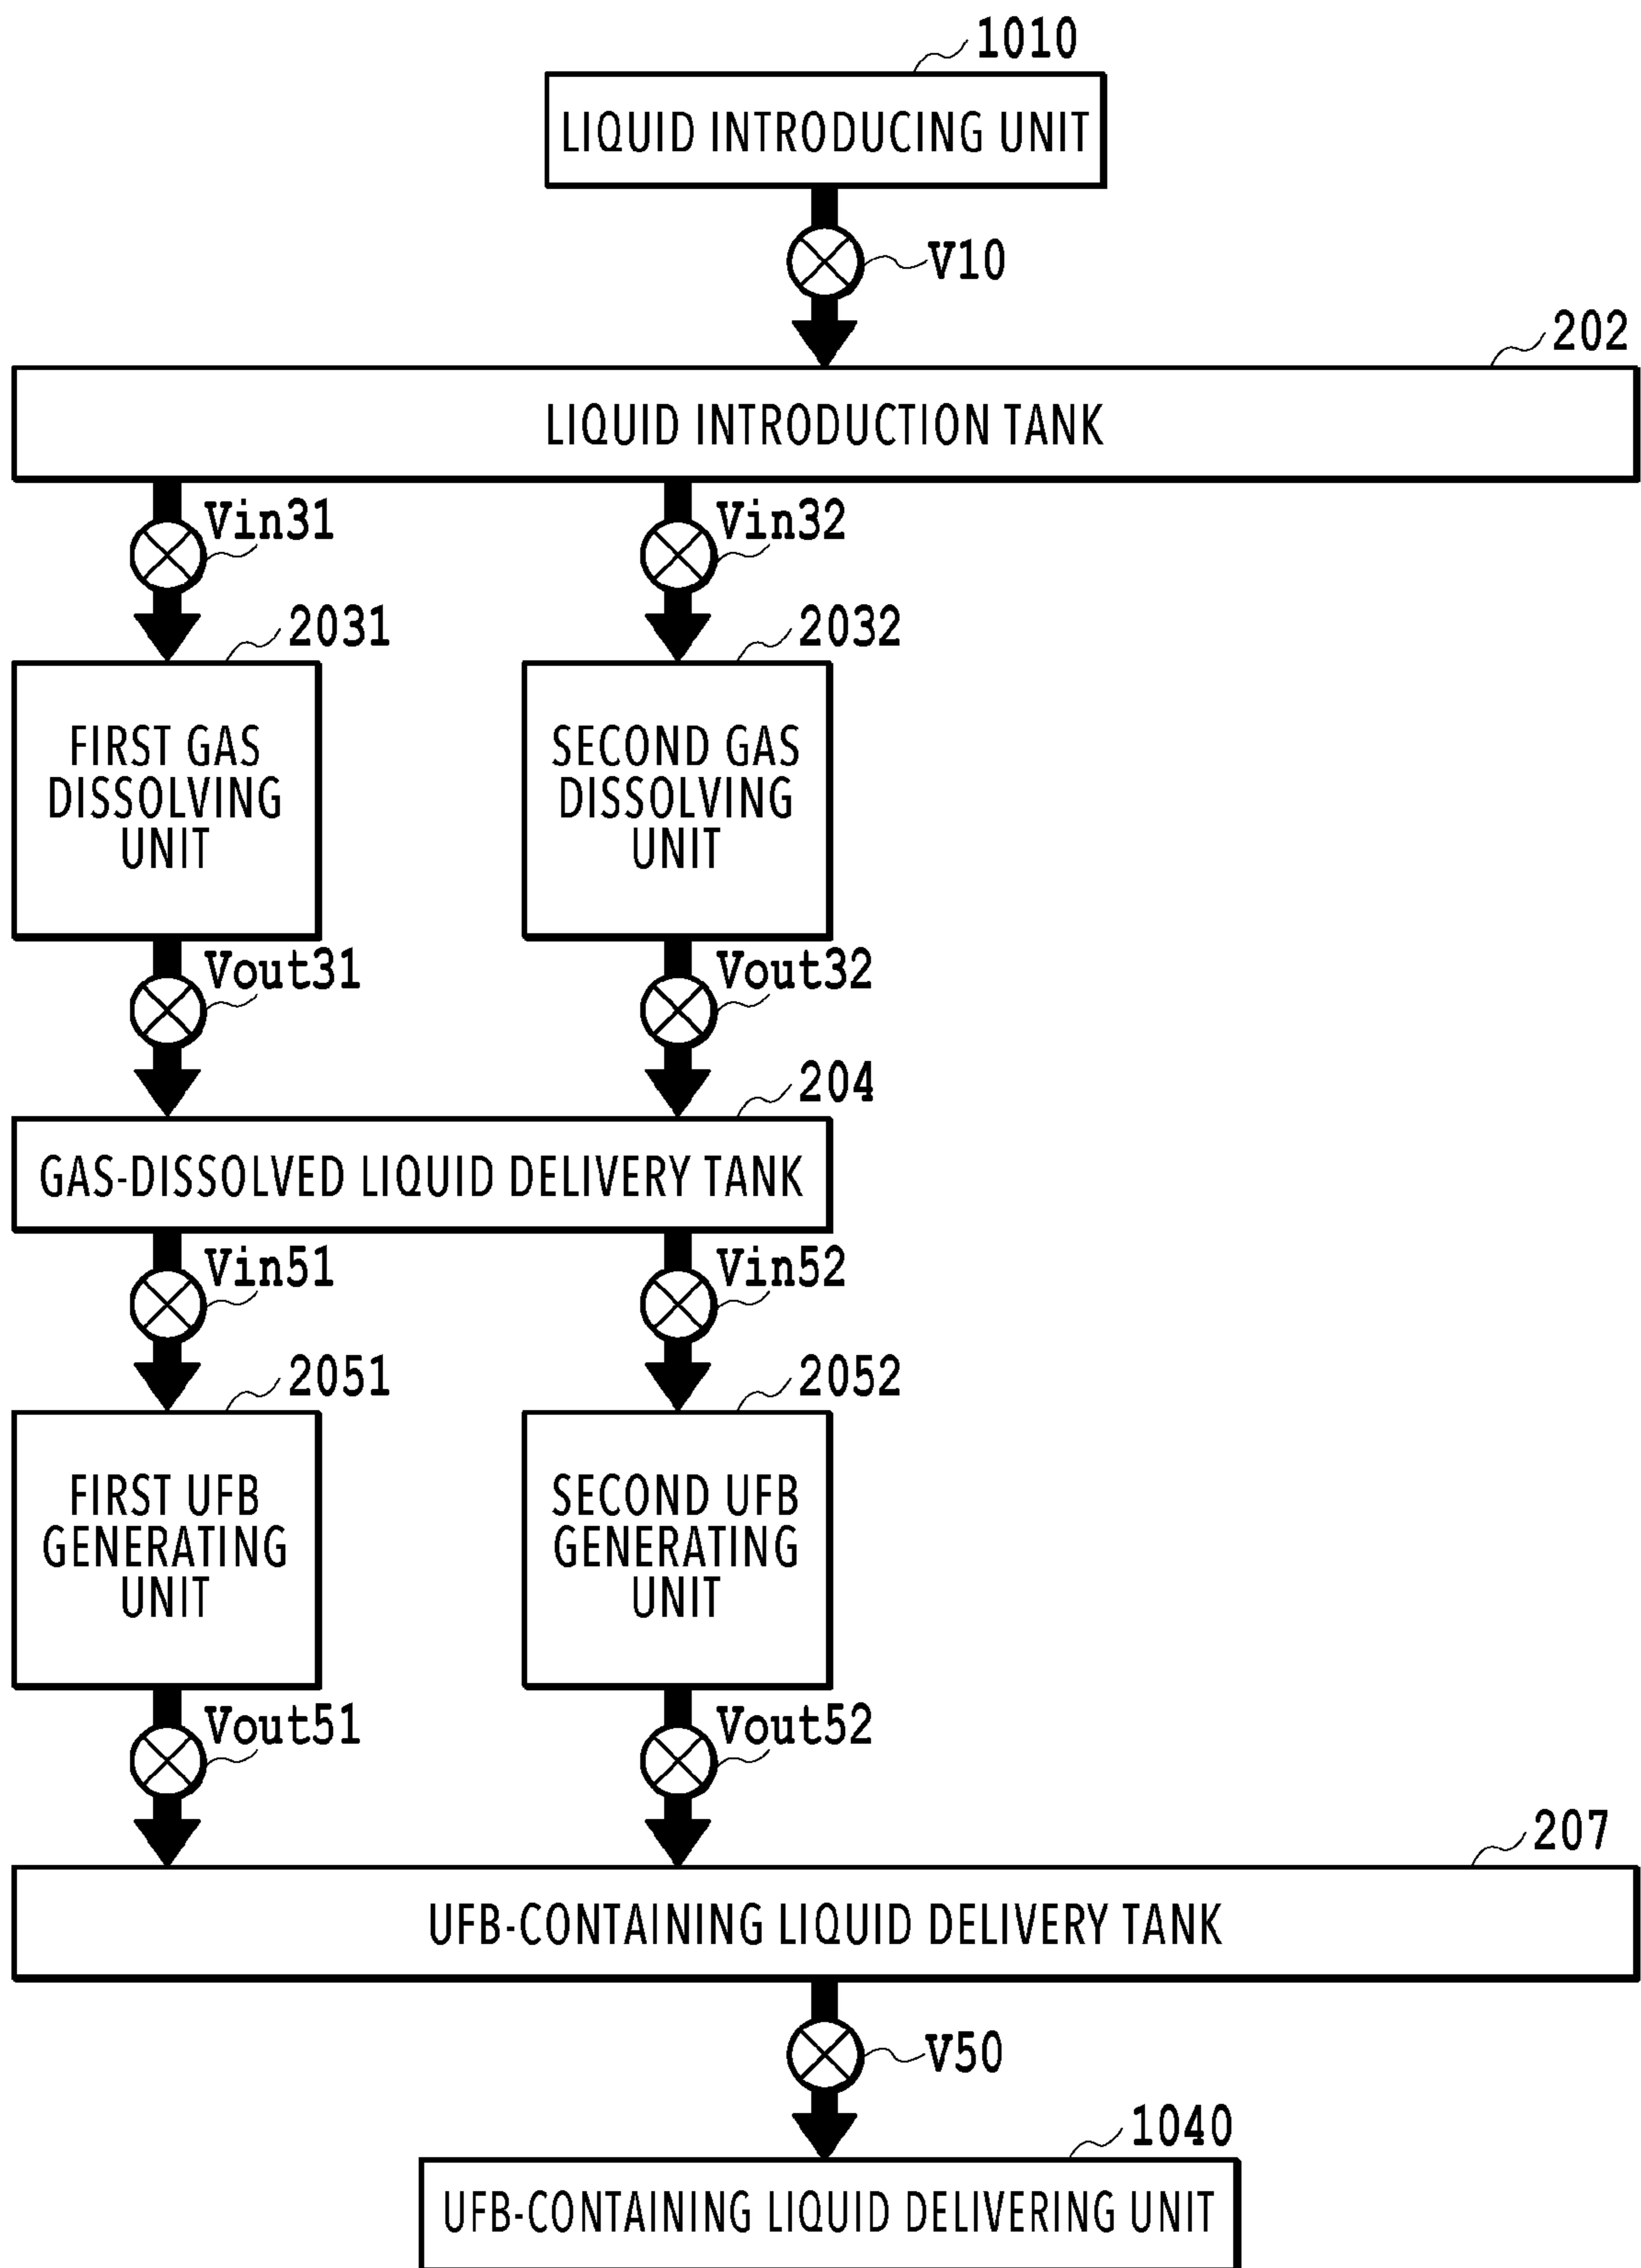 1010
LIQUID INTRODUCING UNIT
V10
202
LIQUID INTRODUCTION TANK
Vin31
Vin32
2031
2032
FIRST GAS
DISSOLVING
UNIT
SECOND GAS
DISSOLVING
UNIT
Vout31
Vout32
204
GAS-DISSOLVED LIQUID DELIVERY TANK
Vin51
Vin52
2051
2052
FIRST UFB
GENERATING
UNIT
SECOND UFB
GENERATING
UNIT
Vout51
Vout52
207
UFB-CONTAINING LIQUID DELIVERY TANK
V50
1040
UFB-CONTAINING LIQUID DELIVERING UNIT